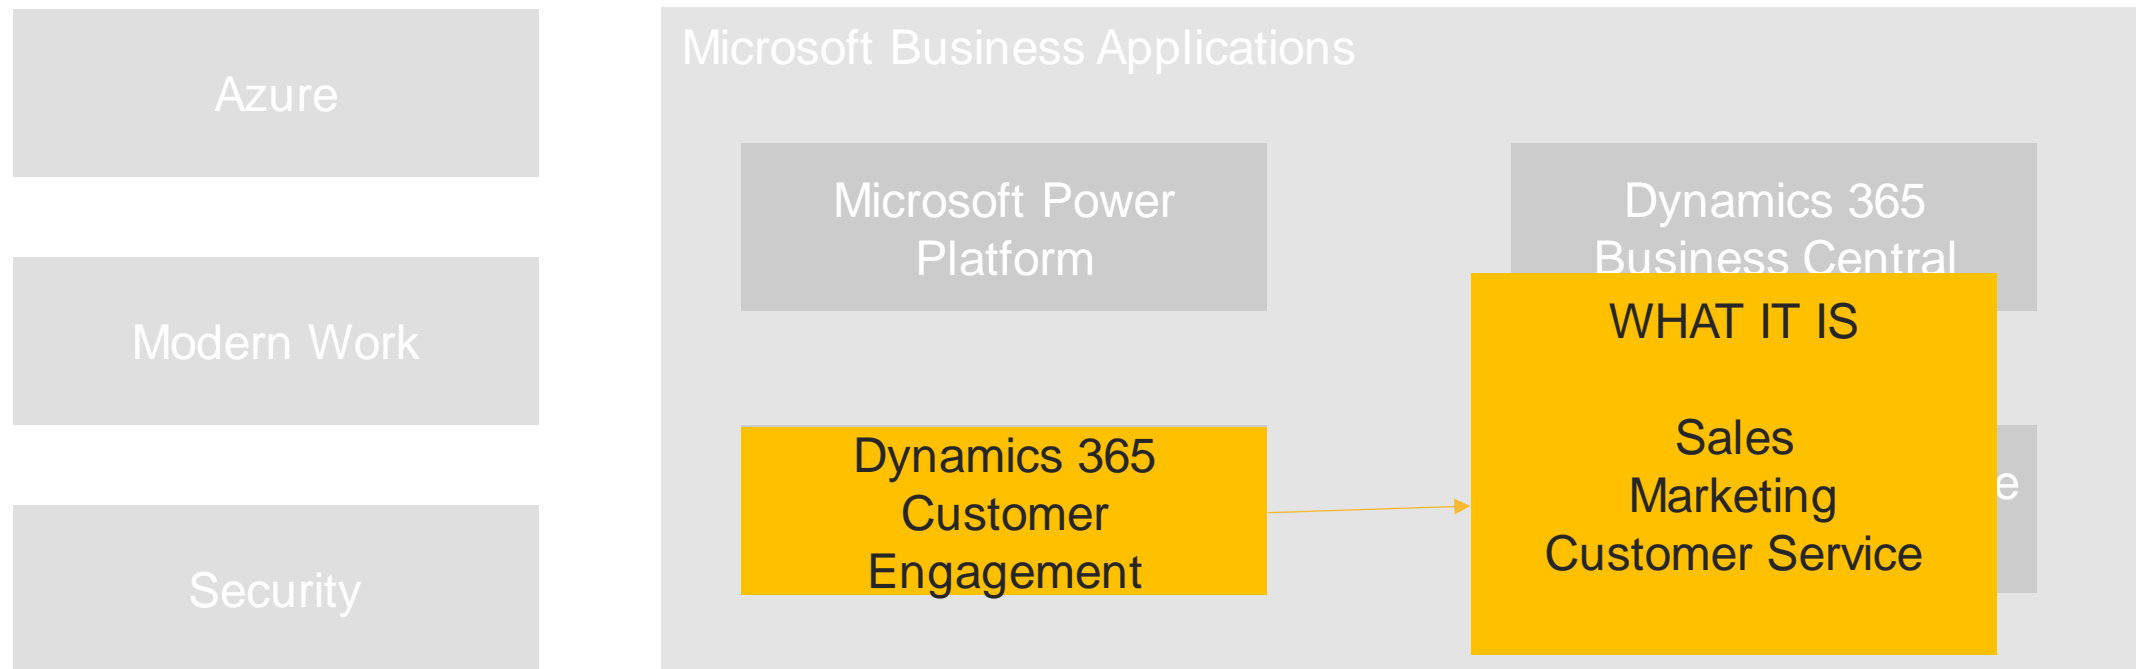 Azure
Modern Work
Security
Microsoft Business Applications
Microsoft Power
Platform
Dynamics 365
Business Central
Dynamics 365
Customer
Engagement
WHAT IT IS
Sales
Marketing
Customer Service